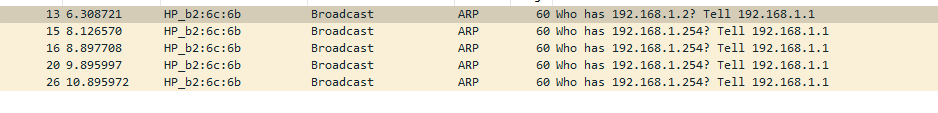 13 6.308721 HP_b2:6c:6b Broadcast ARP 60 Who has 192.168.1.2? Tell 192.168.1.1
15 8.126570 HP_b2:6c:6b Broadcast ARP 60 Who has 192.168.1.254? Tell 192.168.1.1
16 8.897708 HP_b2:6c:6b Broadcast ARP 60 Who has 192.168.1.254? Tell 192.168.1.1
20 9.895997 HP_b2:6c:6b Broadcast ARP 60 Who has 192.168.1.254? Tell 192.168.1.1
26 10.895972 HP_b2:6c:6b Broadcast ARP 60 Who has 192.168.1.254? Tell 192.168.1.1